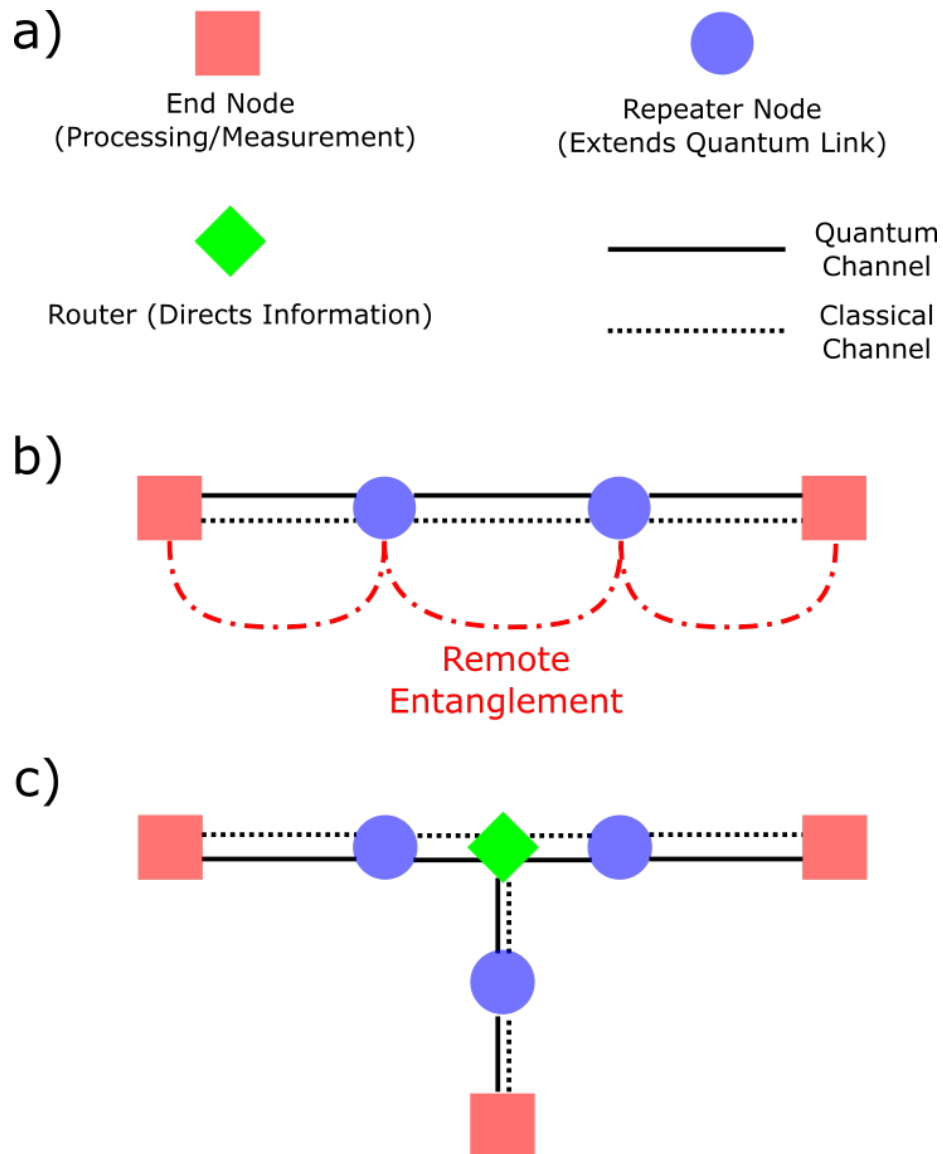 a)
End Node
(Processing/Measurement)
Repeater Node
(Extends Quantum Link)
Router (Directs Information)
Quantum
Channel
Classical
Channel
b)
Remote
Entanglement
c)